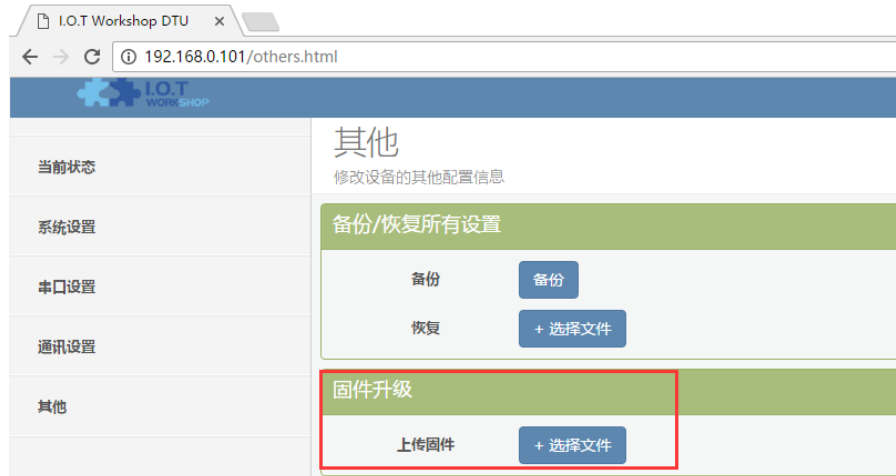 I.O.T Workshop DTU
192.168.0.101/others.html
I.O.T
WORKSHOP
当前状态
系统设置
串口设置
通讯设置
其他
其他
修改设备的其他配置信息
备份/恢复所有设置
备份 备份
恢复 + 选择文件
固件升级
上传固件 + 选择文件